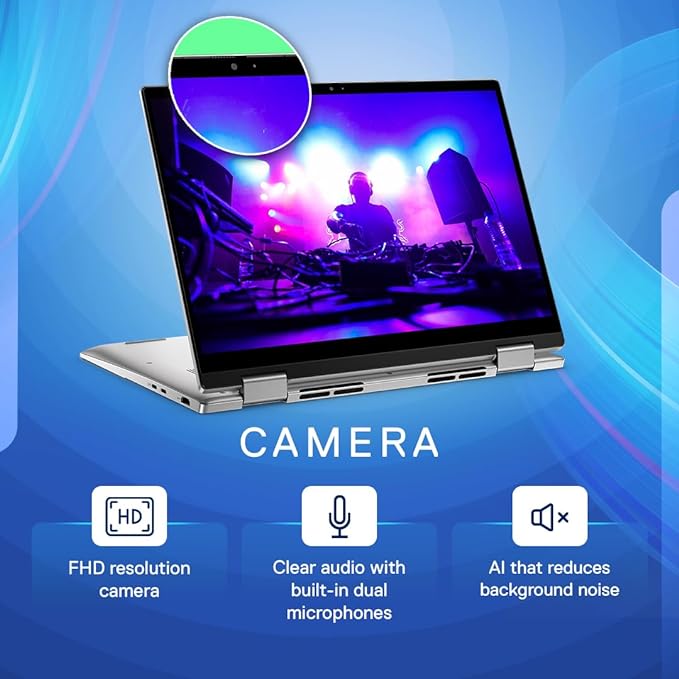 CAMERA
HD
FHD resolution
camera
Clear audio with
built-in dual
microphones
AI that reduces
background noise